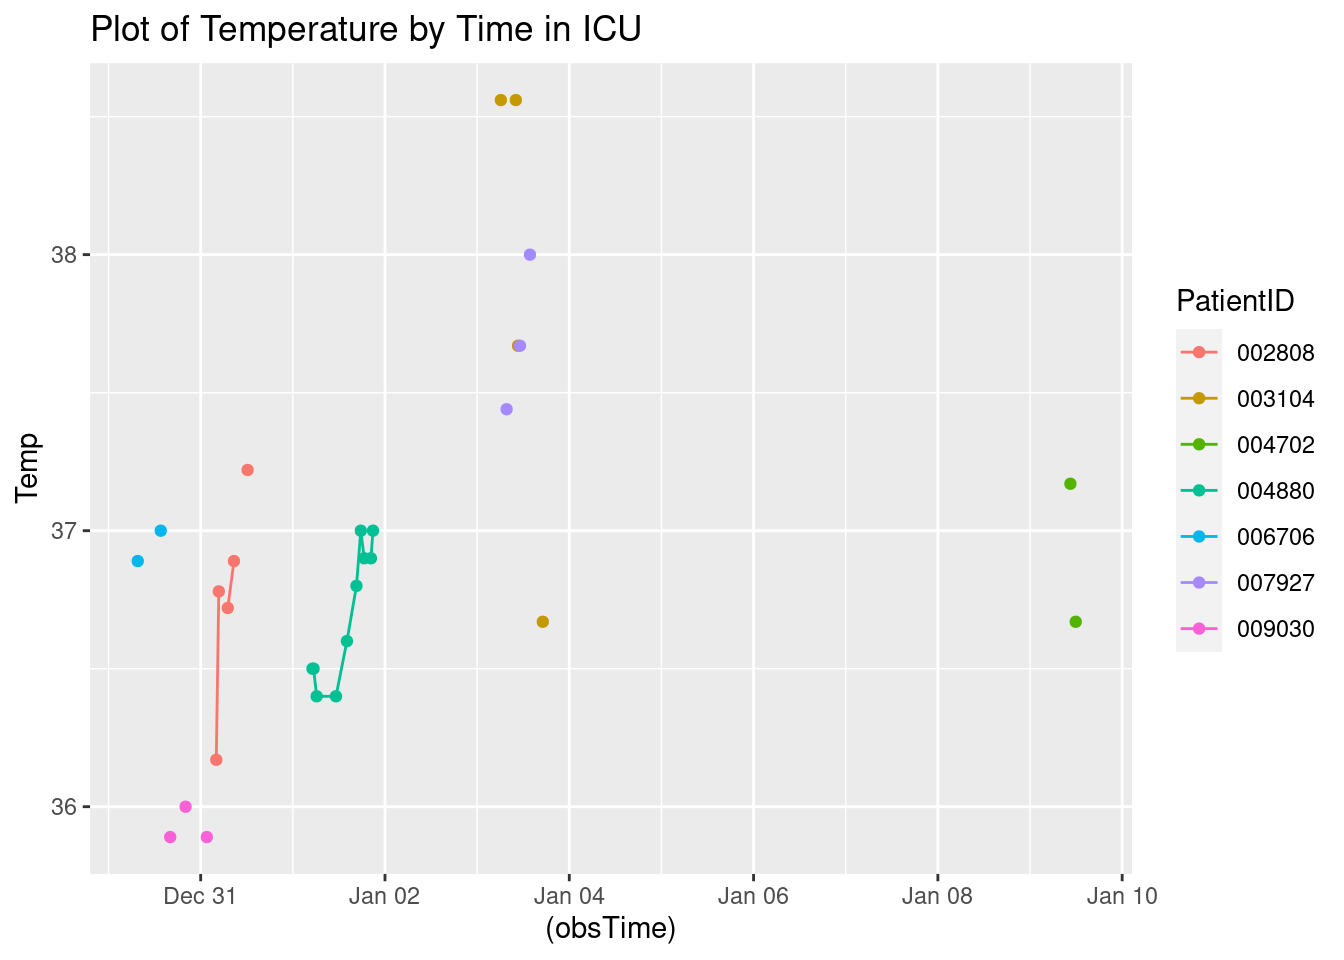 Plot of Temperature by Time in ICU
38
37
36
Temp
Dec 31 Jan 02 Jan 04 Jan 06 Jan 08 Jan 10
(obsTime)
PatientID
002808
003104
004702
004880
006706
007927
009030